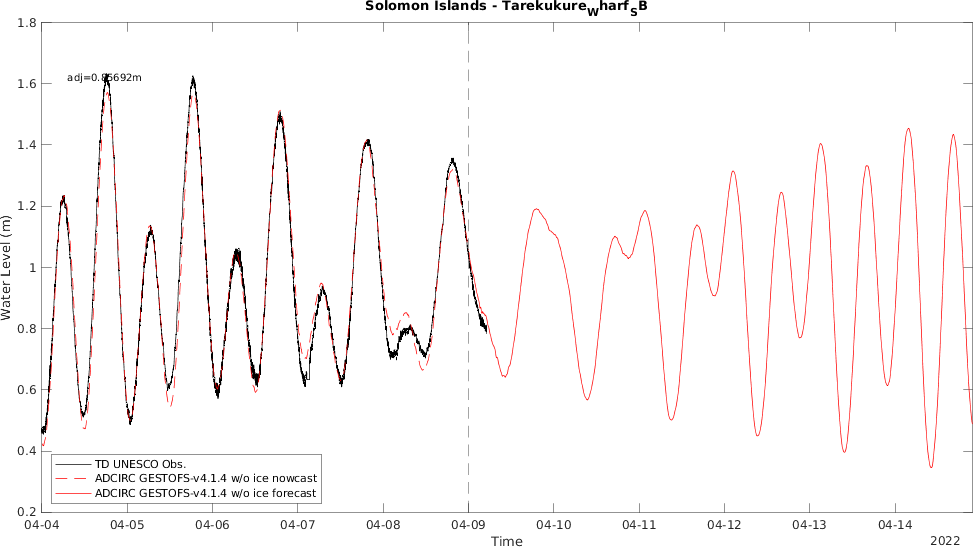 Solomon Islands - Tarekukure_Wharf_SB
1.8
1.6
1.4
1.2
1
0.8
0.6
0.4
0.2
Water Level (m)
adj=0.85692m
TD UNESCO Obs.
ADCIRC GESTOFS-v4.1.4 w/o ice nowcast
ADCIRC GESTOFS-v4.1.4 w/o ice forecast
04-04 04-05 04-06 04-07 04-08 04-09 04-10 04-11 04-12 04-13 04-14
Time
2022